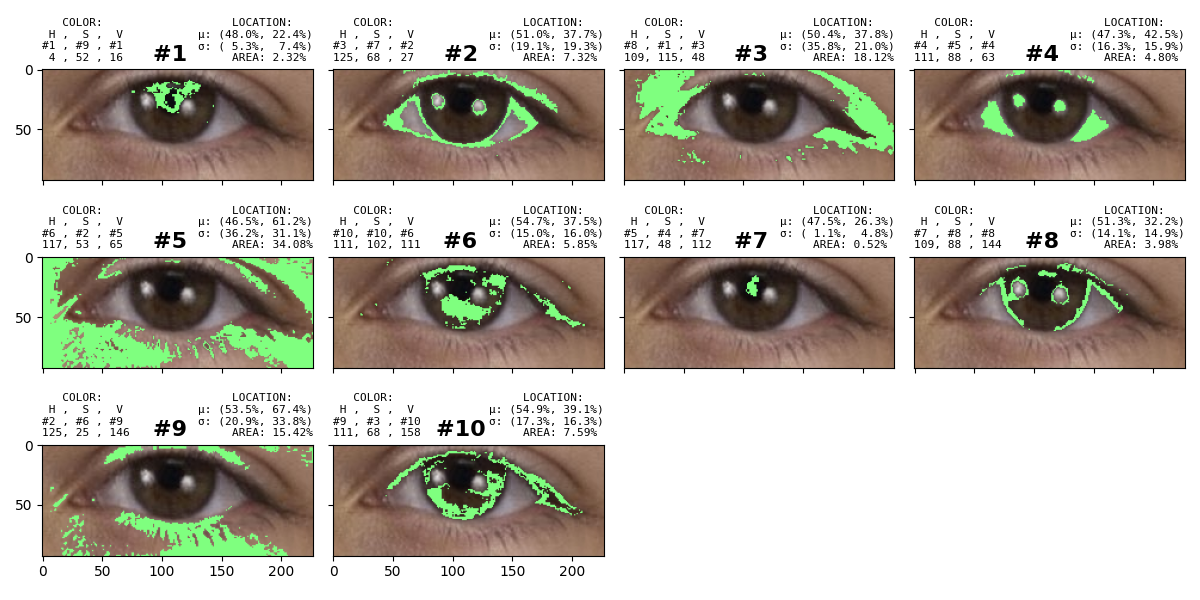 COLOR: LOCATION:
H , S , V μ: (48.0%, 22.4%)
#1 , #9 , #1 #1 σ: ( 5.3%, 7.4%)
4 , 52 , 16 AREA: 2.32%
COLOR: LOCATION:
H , S , V μ: (51.0%, 37.7%)
#3 , #7 , #2 #2 σ: (19.1%, 19.3%)
125, 68 , 27 AREA: 7.32%
COLOR: LOCATION:
H , S , V μ: (50.4%, 37.8%)
#8 , #1 , #3 #3 σ: (35.8%, 21.0%)
109, 115, 48 AREA: 18.12%
COLOR: LOCATION:
H , S , V μ: (47.3%, 42.5%)
#4 , #5 , #4 #4 σ: (16.3%, 15.9%)
111, 88 , 63 AREA: 4.80%
0
50
COLOR: LOCATION:
H , S , V μ: (46.5%, 61.2%)
#6 , #2 , #5 #5 σ: (36.2%, 31.1%)
117, 53 , 65 AREA: 34.08%
COLOR: LOCATION:
H , S , V μ: (54.7%, 37.5%)
#10, #10, #6 #6 σ: (15.0%, 16.0%)
111, 102, 111 AREA: 5.85%
COLOR: LOCATION:
H , S , V μ: (47.5%, 26.3%)
#5 , #4 , #7 #7 σ: ( 1.1%, 4.8%)
117, 48 , 112 AREA: 0.52%
COLOR: LOCATION:
H , S , V μ: (51.3%, 32.2%)
#7 , #8 , #8 #8 σ: (14.1%, 14.9%)
109, 88 , 144 AREA: 3.98%
0
50
COLOR: LOCATION:
H , S , V μ: (53.5%, 67.4%)
#2 , #6 , #9 #9 σ: (20.9%, 33.8%)
125, 25 , 146 AREA: 15.42%
COLOR: LOCATION:
H , S , V μ: (54.9%, 39.1%)
#9 , #3 , #10 #10 σ: (17.3%, 16.3%)
111, 68 , 158 AREA: 7.59%
0
50
0 50 100 150 200
0 50 100 150 200